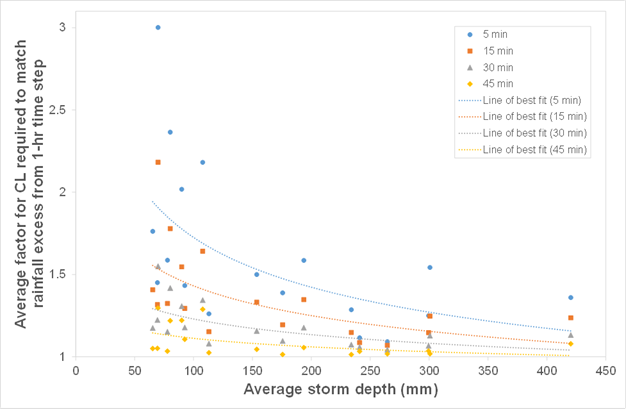 Average factor for CL required to match
rainfall excess from 1-hr time step
3
2.5
2
1.5
1
0
50
100
150
200
250
300
350
400
450
Average storm depth (mm)
5 min
15 min
30 min
45 min
Line of best fit (5 min)
Line of best fit (15 min)
Line of best fit (30 min)
Line of best fit (45 min)